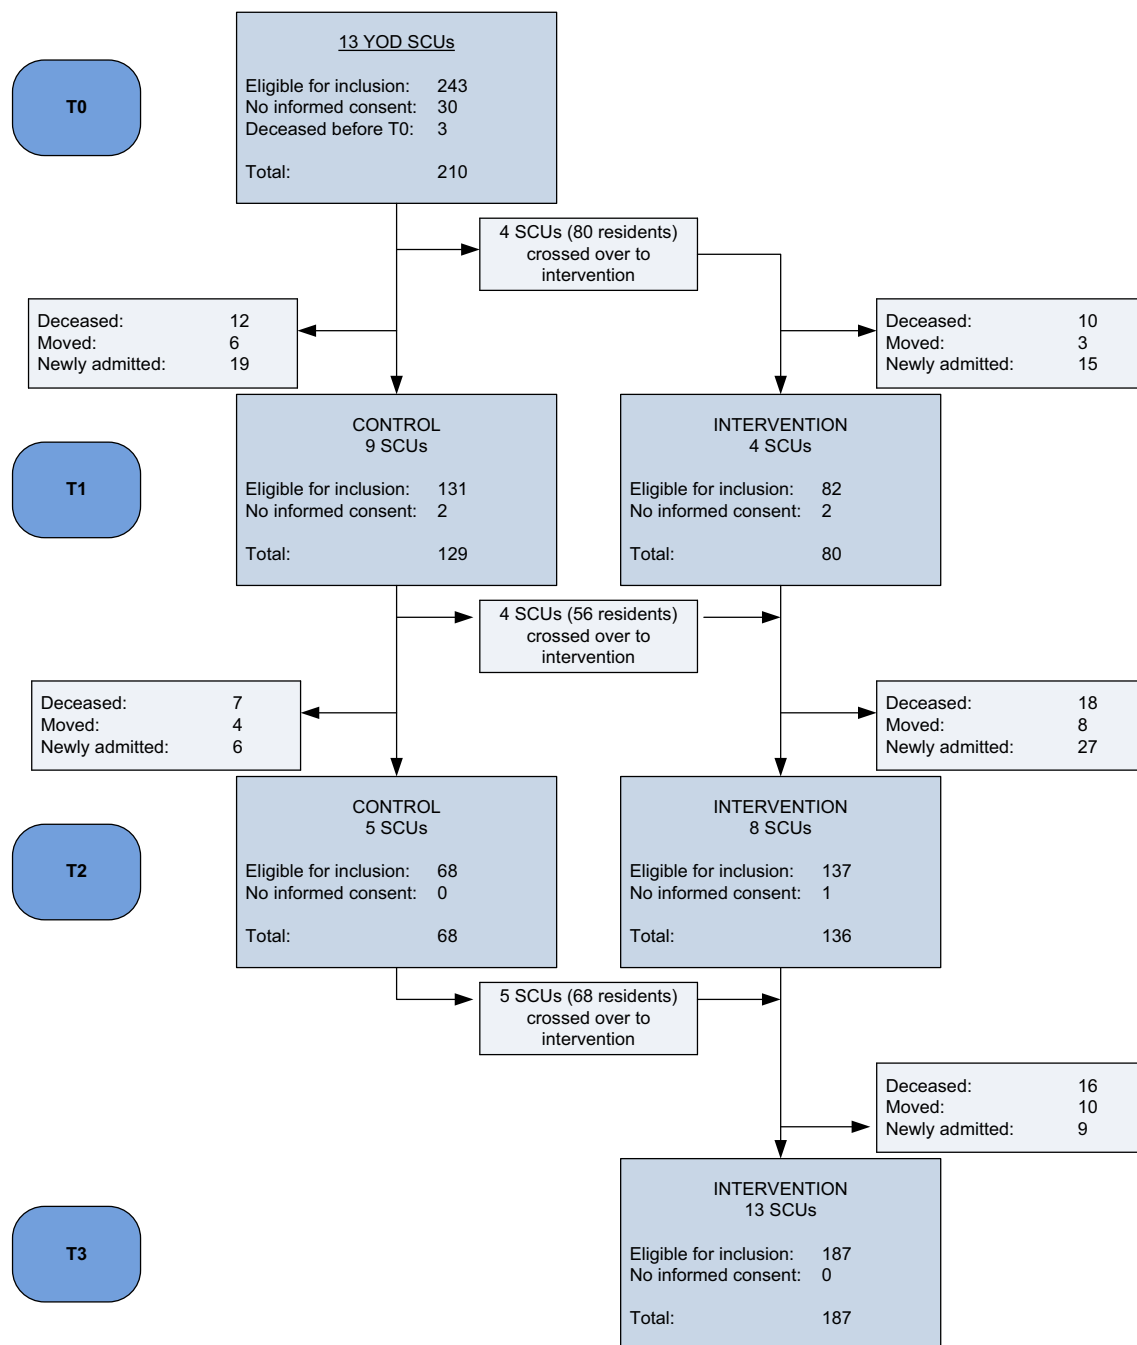 13 YOD SCUs
T0
Eligible for inclusion: 243
No informed consent: 30
Deceased before T0: 3
Total: 210
4 SCUs (80 residents)
crossed over to
intervention
Deceased: 12
Moved: 6
Newly admitted: 19
Deceased: 10
Moved: 3
Newly admitted: 15
T1
CONTROL
9 SCUs
Eligible for inclusion: 131
No informed consent: 2
Total: 129
INTERVENTION
4 SCUs
Eligible for inclusion: 82
No informed consent: 2
Total: 80
4 SCUs (56 residents)
crossed over to
intervention
Deceased: 7
Moved: 4
Newly admitted: 6
Deceased: 18
Moved: 8
Newly admitted: 27
T2
CONTROL
5 SCUs
Eligible for inclusion: 68
No informed consent: 0
Total: 68
INTERVENTION
8 SCUs
Eligible for inclusion: 137
No informed consent: 1
Total: 136
5 SCUs (68 residents)
crossed over to
intervention
Deceased: 16
Moved: 10
Newly admitted: 9
T3
INTERVENTION
13 SCUs
Eligible for inclusion: 187
No informed consent: 0
Total: 187